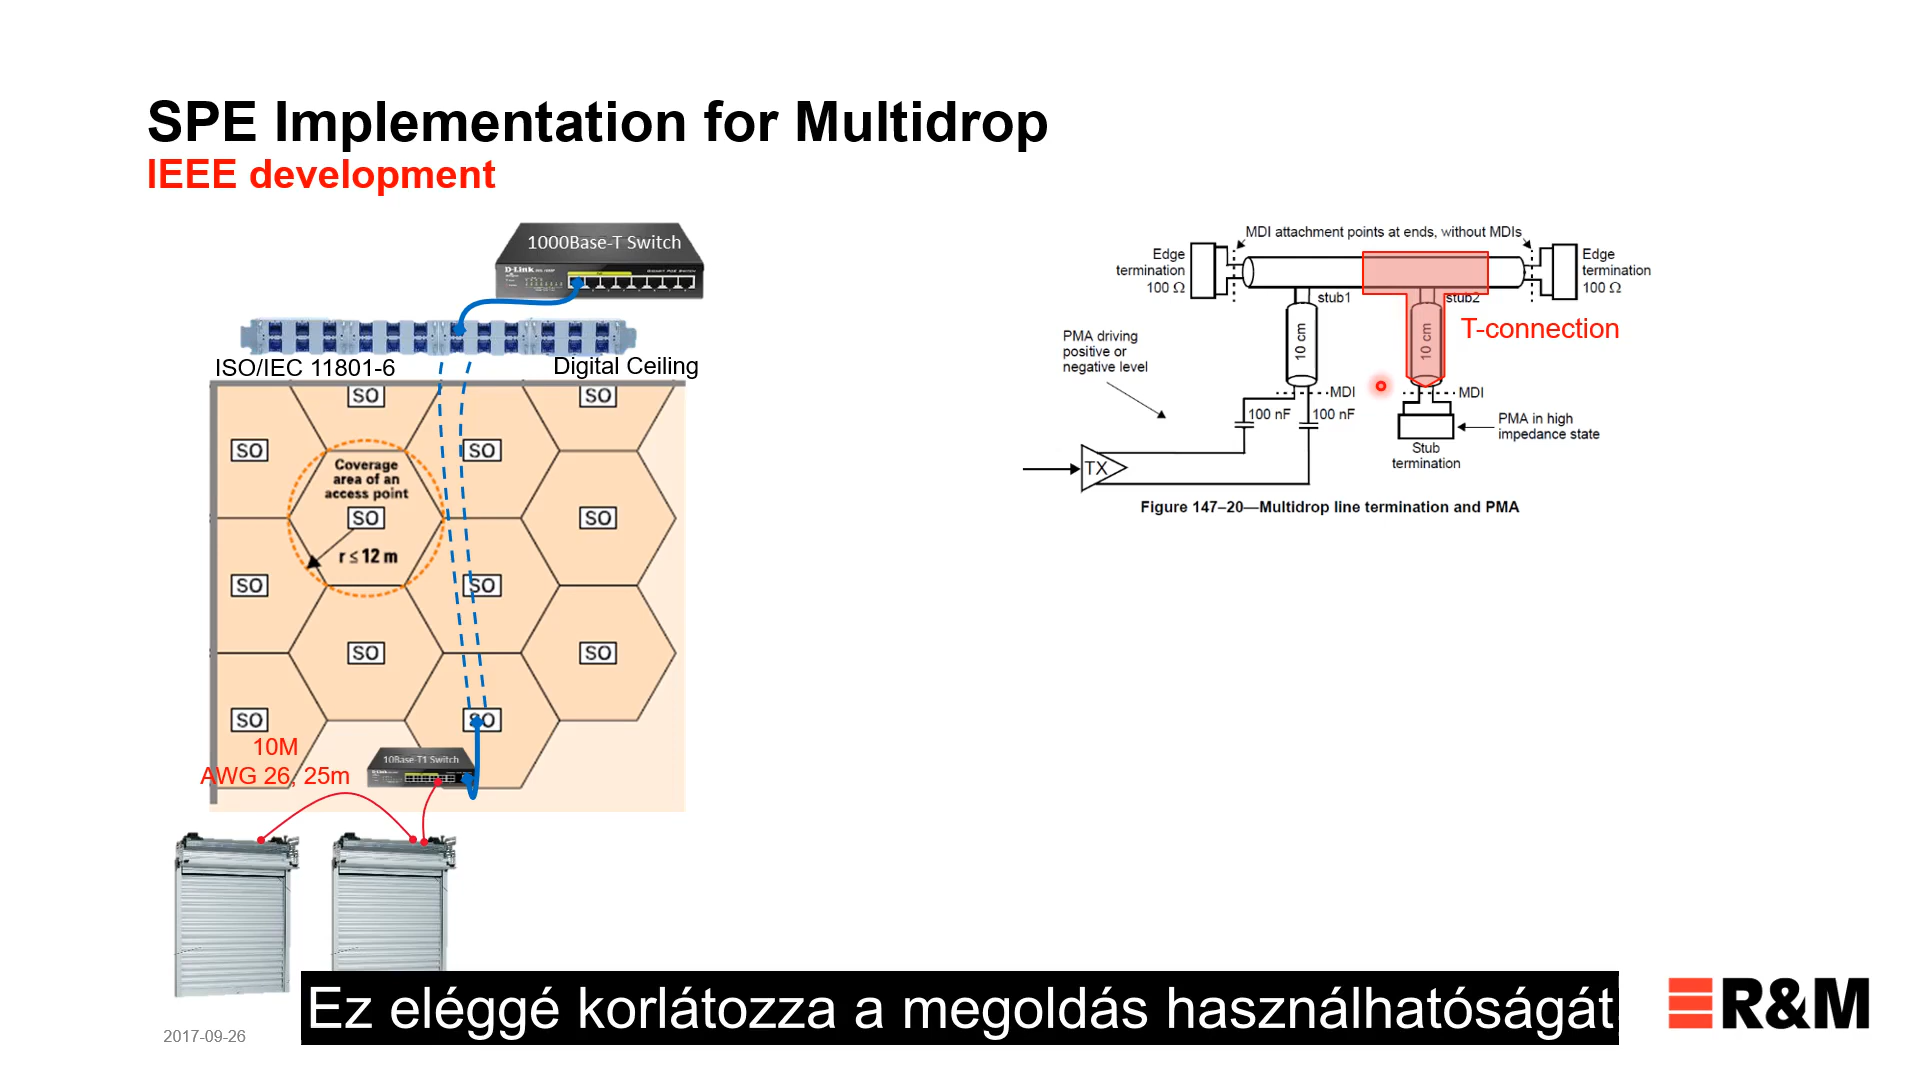 SPE Implementation for Multidrop
IEEE development
1000Base-T Switch
D-Link
ISO/IEC 11801-6
Digital Ceiling
SO
SO
SO
SO
Coverage
area of an
access point
SO
r ≤ 12 m
SO
SO
SO
SO
SO
SO
SO
10M
AWG 26, 25m
10Base-T1 Switch
D-Link
MDI attachment points at ends, without MDIs
Edge
termination
100 Ω
Edge
termination
100 Ω
stub1
stub2
T-connection
10 cm
10 cm
PMA driving
positive or
negative level
MDI
MDI
100 nF
100 nF
PMA in high
impedance state
Stub
termination
TX
Figure 147–20—Multidrop line termination and PMA
Ez eléggé korlátozza a megoldás használhatóságát.
2017-09-26
R&M